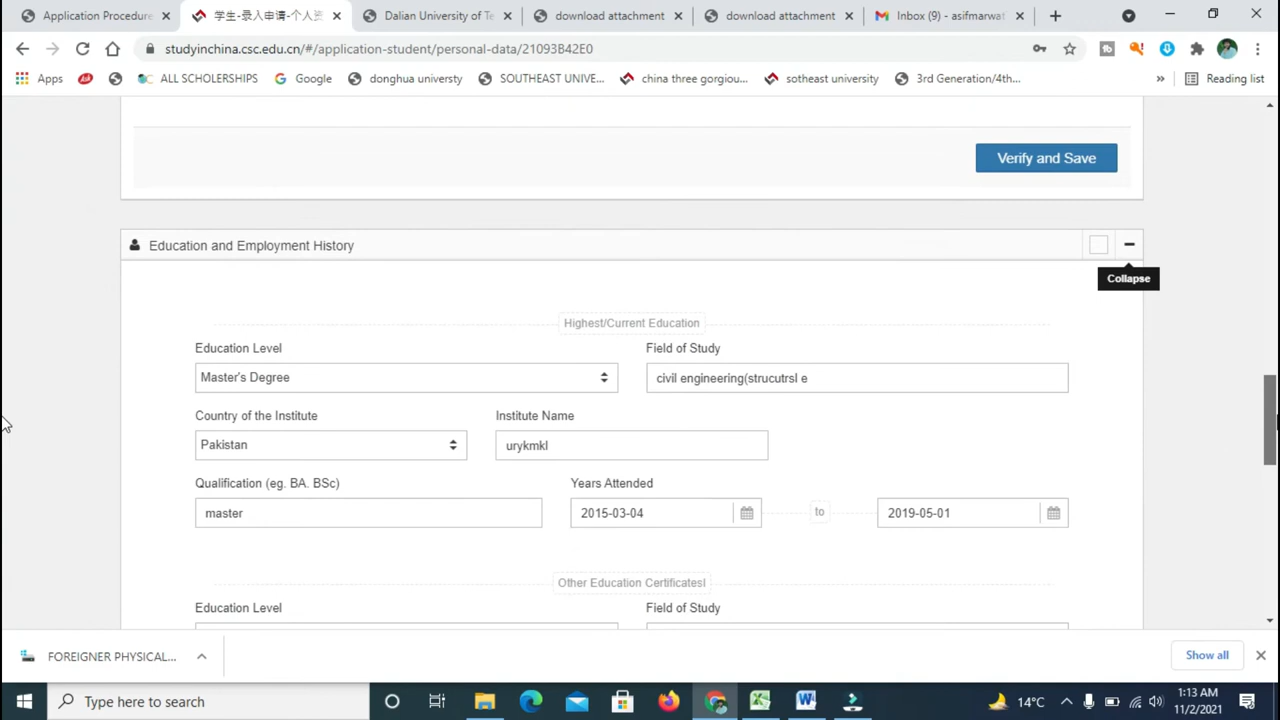 Application Procedure
学生-录入申请-个人资
Dalian University of Te
download attachment
download attachment
Inbox (9) - asifmarwat
studyinchina.csc.edu.cn/#/application-student/personal-data/21093B42E0
Apps
ALL SCHOLARSHIPS
Google
donghua univesty
SOUTHEAST UNIVE...
china three gorgiou...
sotheast university
3rd Generation/4th...
»
Reading list
Verify and Save
Education and Employment History
Collapse
Highest/Current Education
Education Level
Field of Study
Master's Degree
civil engineering(strucutrsl e
Country of the Institute
Institute Name
Pakistan
urykmkl
Qualification (eg. BA. BSc)
Years Attended
master
2015-03-04
to
2019-05-01
Other Education Certificates!
Education Level
Field of Study
FOREIGNER PHYSICAL...
Show all
Type here to search
14°C
1:13 AM
11/2/2021